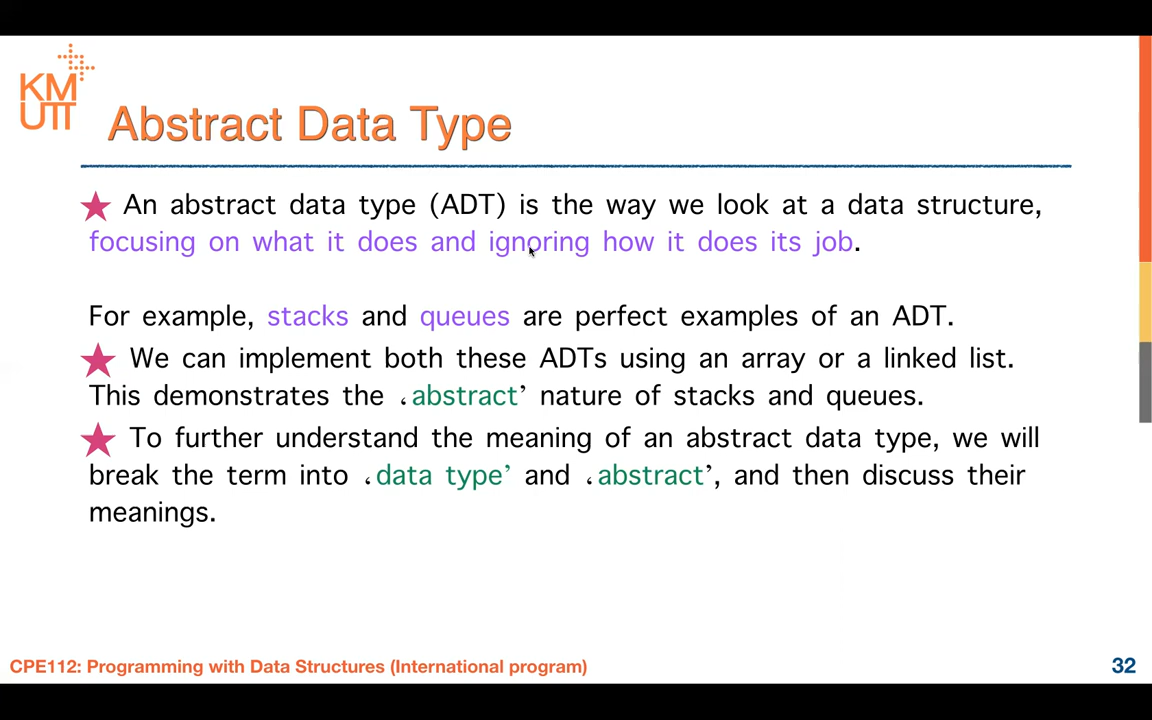 KM
UTT
Abstract Data Type
An abstract data type (ADT) is the way we look at a data structure,
focusing on what it does and ignoring how it does its job.
For example, stacks and queues are perfect examples of an ADT.
We can implement both these ADTs using an array or a linked list.
This demonstrates the ‘abstract’ nature of stacks and queues.
To further understand the meaning of an abstract data type, we will
break the term into ‘data type’ and ‘abstract’, and then discuss their
meanings.
CPE112: Programming with Data Structures (International program)
32